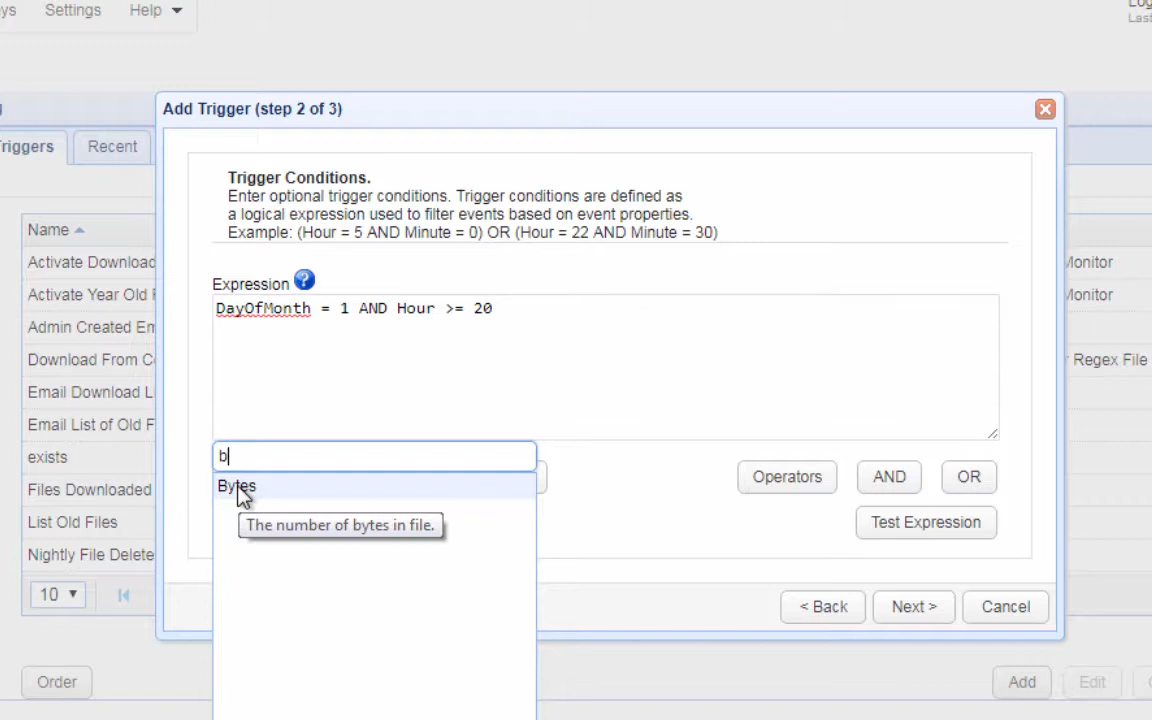 Settings Help
Add Trigger (step 2 of 3)
Triggers Recent
Trigger Conditions.
Enter optional trigger conditions. Trigger conditions are defined as
a logical expression used to filter events based on event properties.
Example: (Hour = 5 AND Minute = 0) OR (Hour = 22 AND Minute = 30)
Name
Activate Download
Activate Year Old
Admin Created Em
Download From C
Email Download L
Email List of Old F
exists
Files Downloaded
List Old Files
Nightly File Delete
10
Expression ?
DayOfMonth = 1 AND Hour >= 20
b
Bytes
The number of bytes in file.
Operators AND OR
Test Expression
< Back Next > Cancel
Monitor
Monitor
Regex File
Order Add Edit